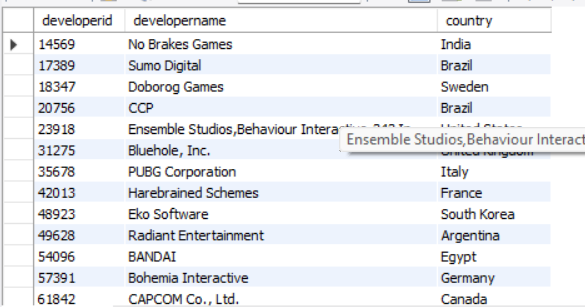 developerid developername country
14569 No Brakes Games India
17389 Sumo Digital Brazil
18347 Doborog Games Sweden
20756 CCP Brazil
23918 Ensemble Studios,Behaviour Interactive, 343 In United States
Ensemble Studios,Behaviour Interact
31275 Bluehole, Inc. United Kingdom
35678 PUBG Corporation Italy
42013 Harebrained Schemes France
48923 Eko Software South Korea
49628 Radiant Entertainment Argentina
54096 BANDAI Egypt
57391 Bohemia Interactive Germany
61842 CAPCOM Co., Ltd. Canada